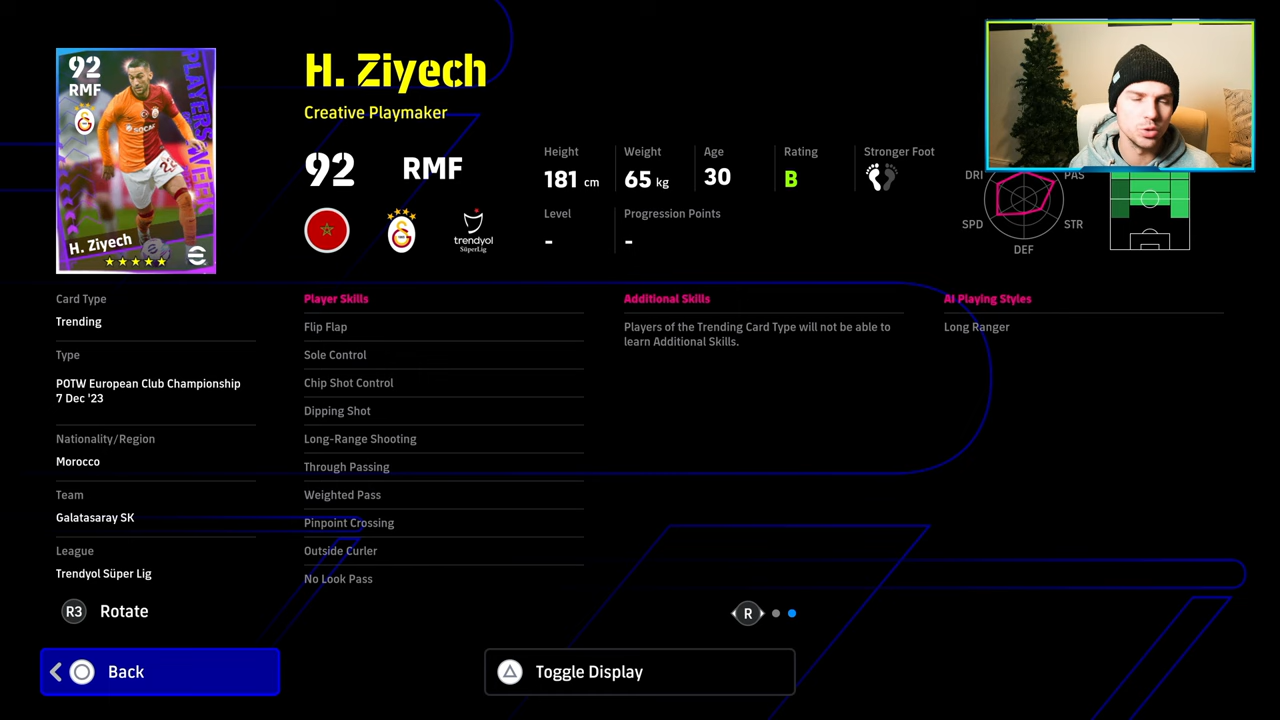 92
RMF
PLAYERS OF THE WEEK
SOCAR
H. Ziyech
H. Ziyech
Creative Playmaker
92
RMF
trendyol
SüperLig
Height
181 cm
Weight
65 kg
Age
30
Rating
B
Stronger Foot
Level
-
Progression Points
-
DRI
PAS
SPD
STR
DEF
Card Type
Trending
Type
POTW European Club Championship
7 Dec '23
Nationality/Region
Morocco
Team
Galatasaray SK
League
Trendyol Süper Lig
Player Skills
Flip Flap
Sole Control
Chip Shot Control
Dipping Shot
Long-Range Shooting
Through Passing
Weighted Pass
Pinpoint Crossing
Outside Curler
No Look Pass
Additional Skills
Players of the Trending Card Type will not be able to
learn Additional Skills.
AI Playing Styles
Long Ranger
R3 Rotate
R
Back
Toggle Display